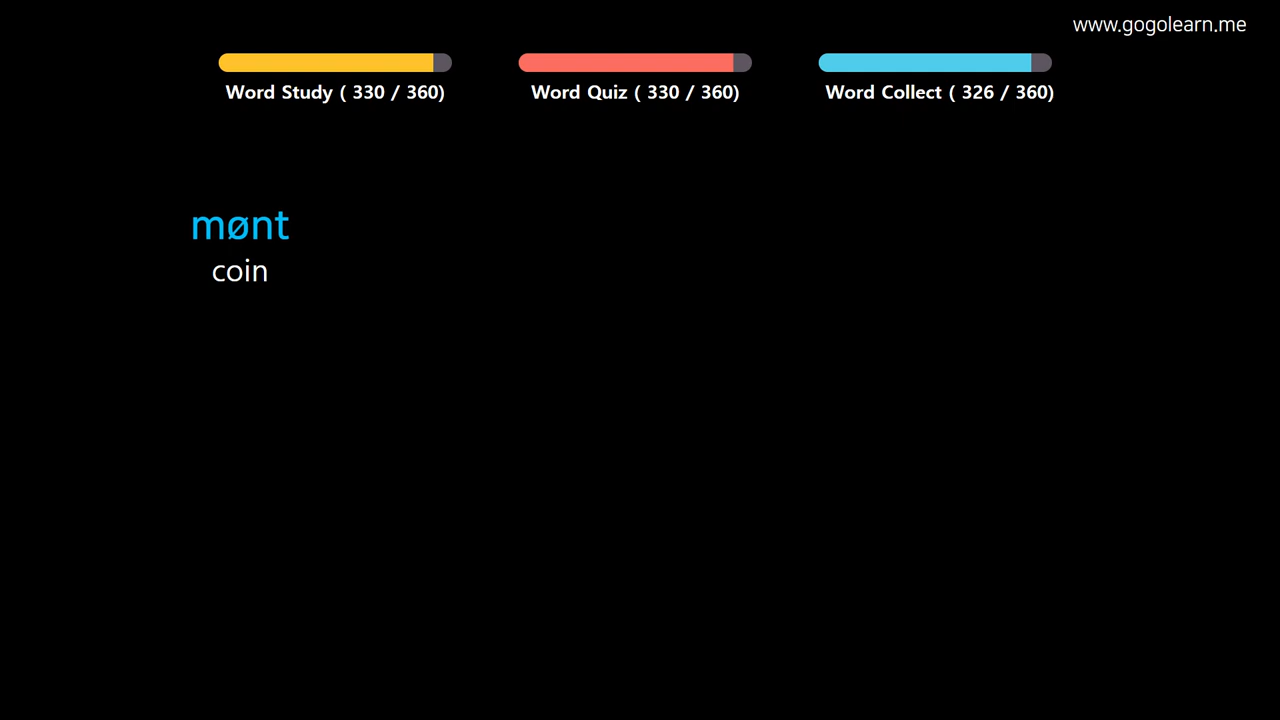 www.gogolearn.me
Word Study ( 330 / 360)
Word Quiz ( 330 / 360)
Word Collect ( 326 / 360)
mønt
coin